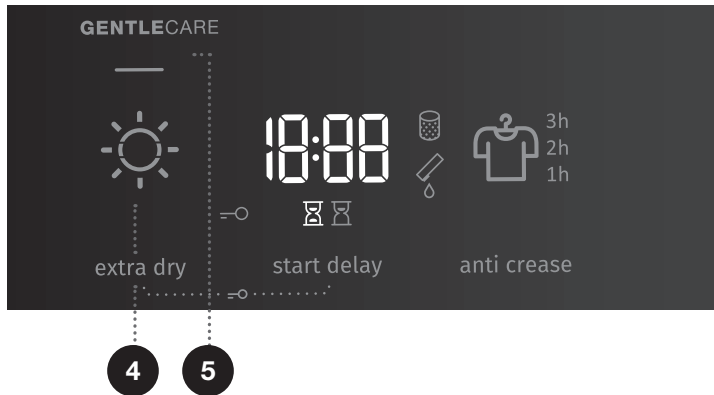 GENTLECARE
18:88
3h
2h
1h
extra dry
start delay
anti crease
4
5